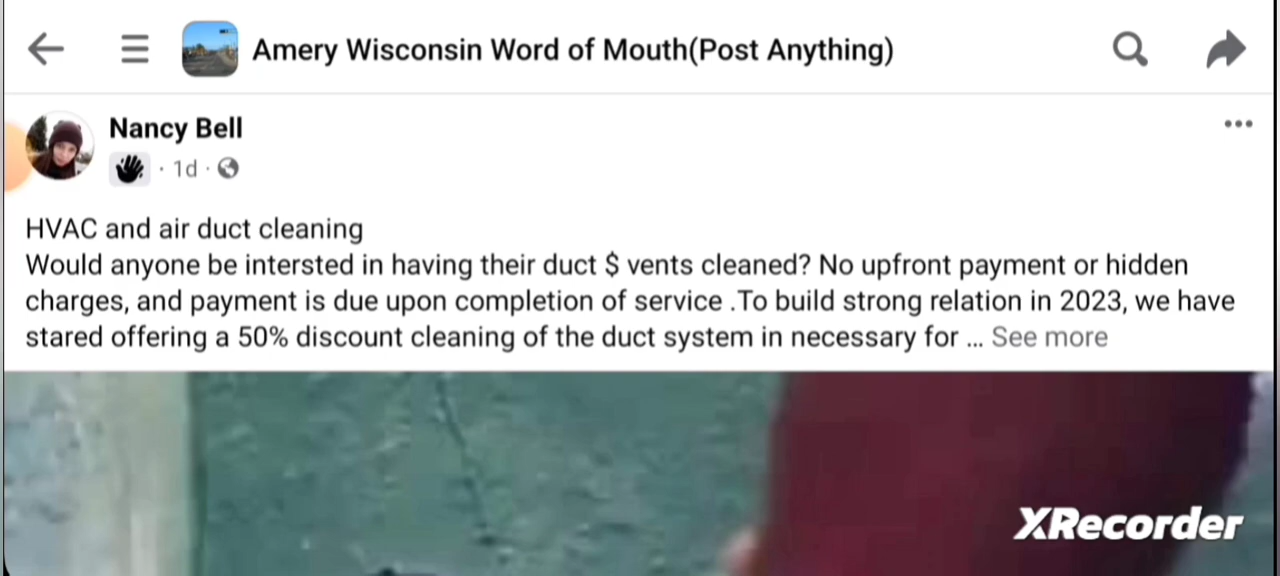 Amery Wisconsin Word of Mouth(Post Anything)
Nancy Bell
· 1d ·
HVAC and air duct cleaning
Would anyone be intersted in having their duct $ vents cleaned? No upfront payment or hidden
charges, and payment is due upon completion of service .To build strong relation in 2023, we have
stared offering a 50% discount cleaning of the duct system in necessary for ... See more
XRecorder